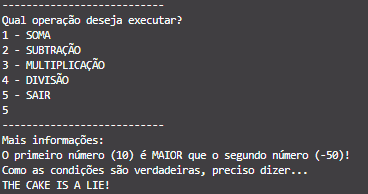 ---------------------------
Qual operação deseja executar?
1 - SOMA
2 - SUBTRAÇÃO
3 - MULTIPLICAÇÃO
4 - DIVISÃO
5 - SAIR
5
---------------------------
Mais informações:
O primeiro número (10) é MAIOR que o segundo número (-50)!
Como as condições são verdadeiras, preciso dizer...
THE CAKE IS A LIE!